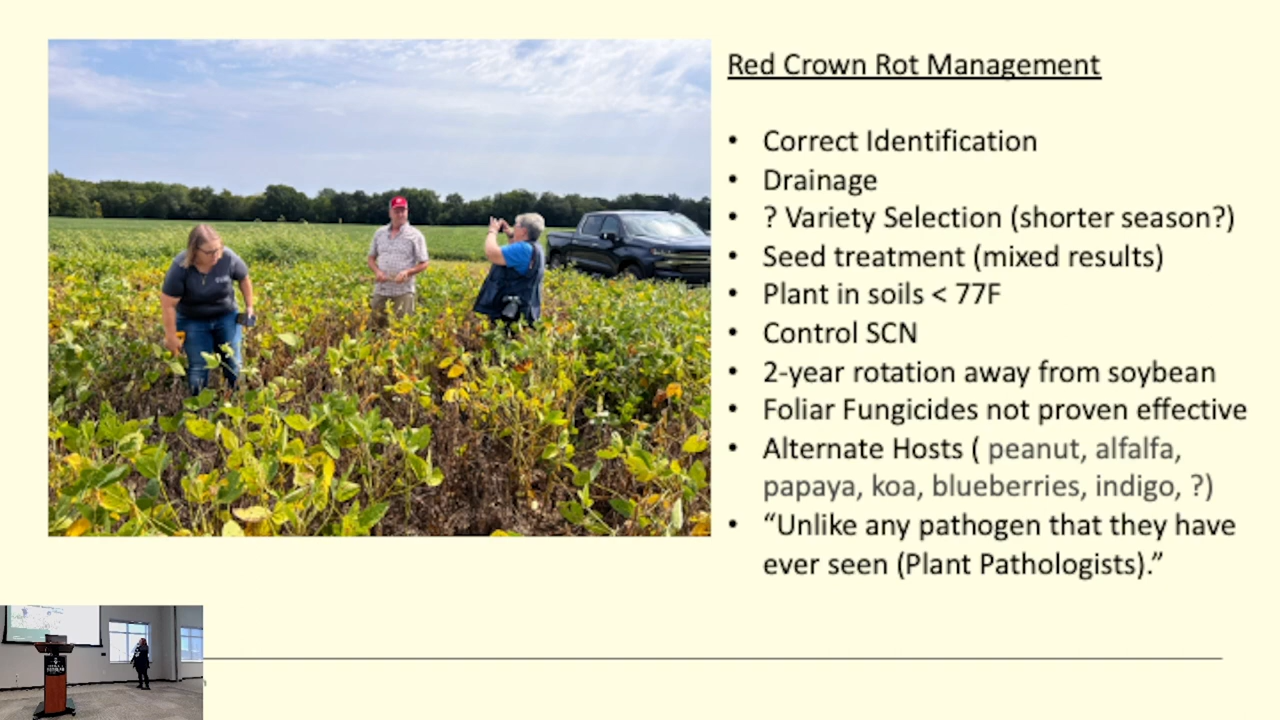 Red Crown Rot Management
• Correct Identification
• Drainage
• ? Variety Selection (shorter season?)
• Seed treatment (mixed results)
• Plant in soils < 77F
• Control SCN
• 2-year rotation away from soybean
• Foliar Fungicides not proven effective
• Alternate Hosts ( peanut, alfalfa,
papaya, koa, blueberries, indigo, ?)
• “Unlike any pathogen that they have
ever seen (Plant Pathologists).”